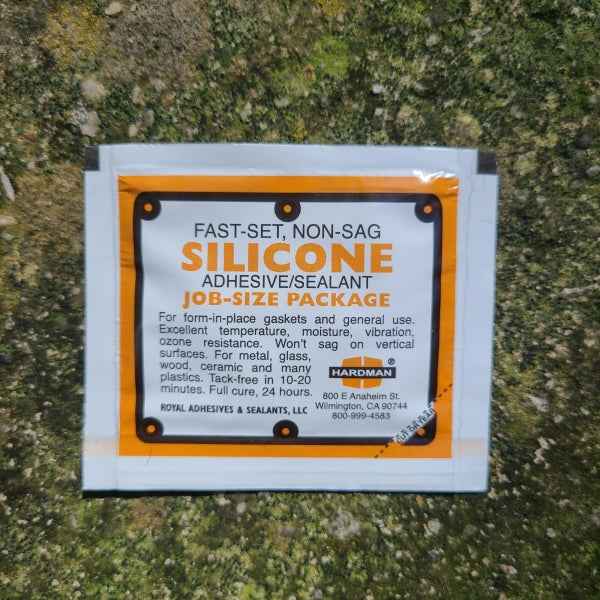 FAST-SET, NON-SAG
SILICONE
ADHESIVE/SEALANT
JOB-SIZE PACKAGE
For form-in-place gaskets and general use.
Excellent temperature, moisture, vibration,
ozone resistance. Won't sag on vertical
surfaces. For metal, glass,
wood, ceramic and many
plastics. Tack-free in 10-20
minutes. Full cure, 24 hours.
ROYAL ADHESIVES & SEALANTS, LLC
HARDMAN®
800 E Anaheim St.
Wilmington, CA 90744
800-999-4583
CUT OR TEAR